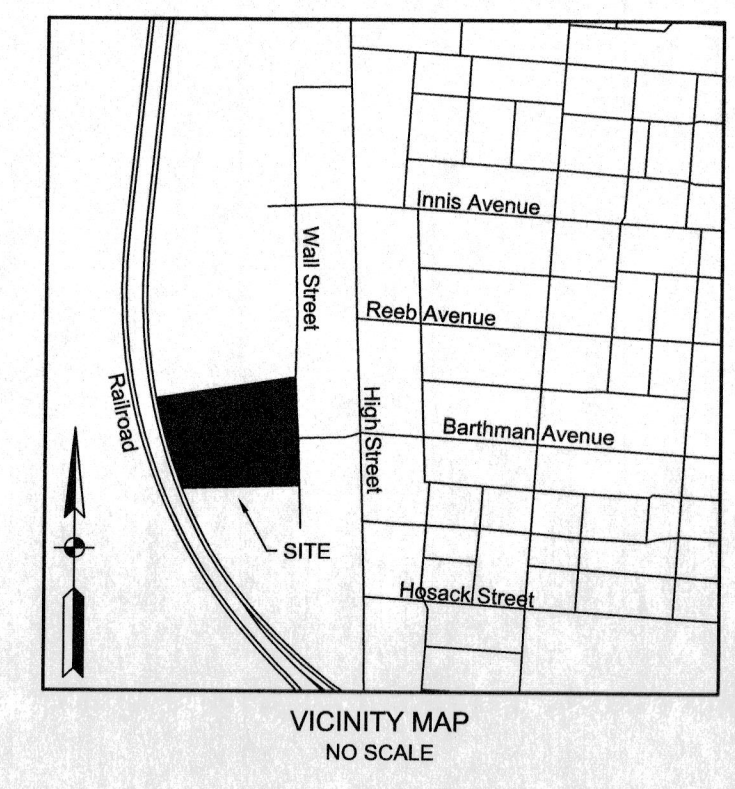 Innis Avenue
Wall Street
Reeb Avenue
Railroad
High Street
Barthman Avenue
SITE
Hosack Street
VICINITY MAP
NO SCALE